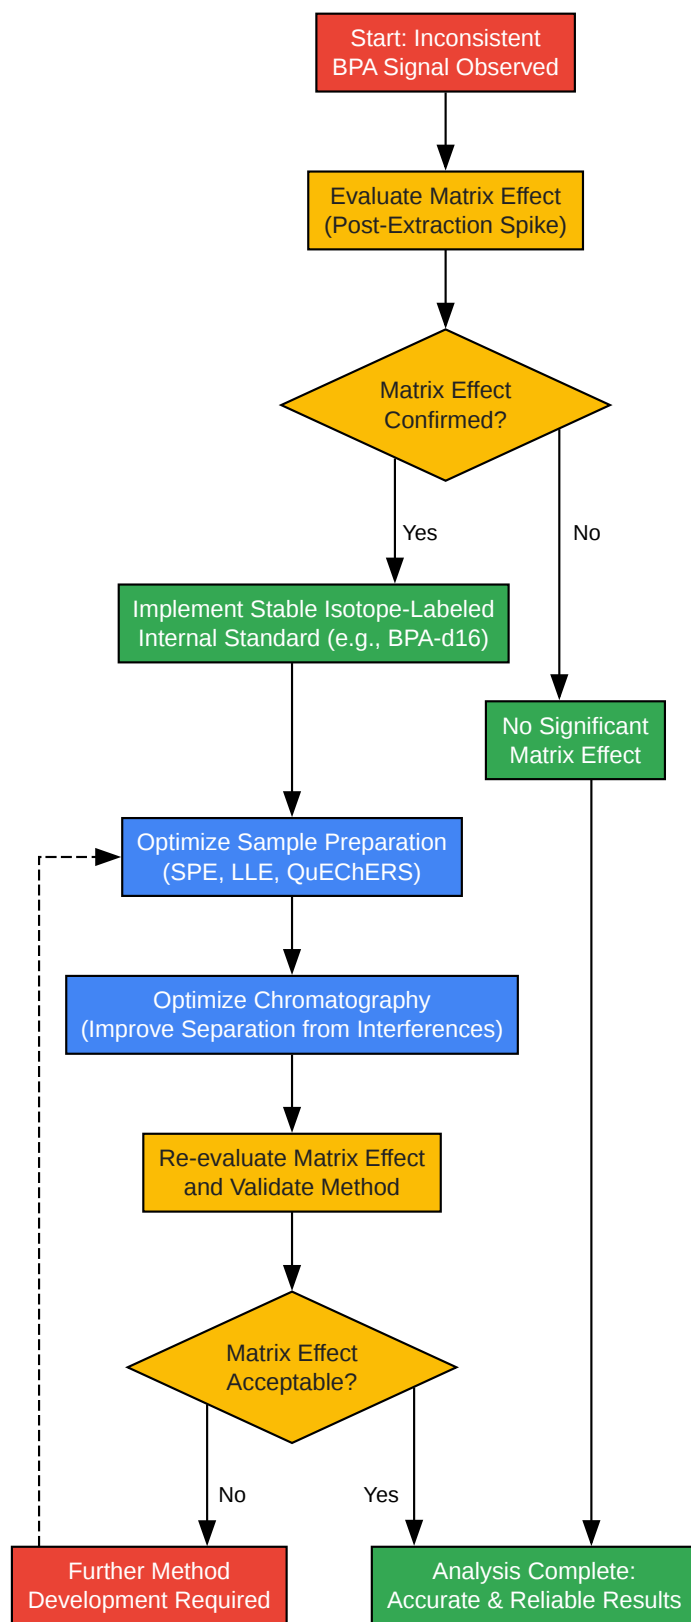 Start: Inconsistent
BPA Signal Observed
Evaluate Matrix Effect
(Post-Extraction Spike)
Matrix Effect
Confirmed?
Yes
No
Implement Stable Isotope-Labeled
Internal Standard (e.g., BPA-d16)
No Significant
Matrix Effect
Optimize Sample Preparation
(SPE, LLE, QuEChERS)
Optimize Chromatography
(Improve Separation from Interferences)
Re-evaluate Matrix Effect
and Validate Method
Matrix Effect
Acceptable?
No
Yes
Further Method
Development Required
Analysis Complete:
Accurate & Reliable Results